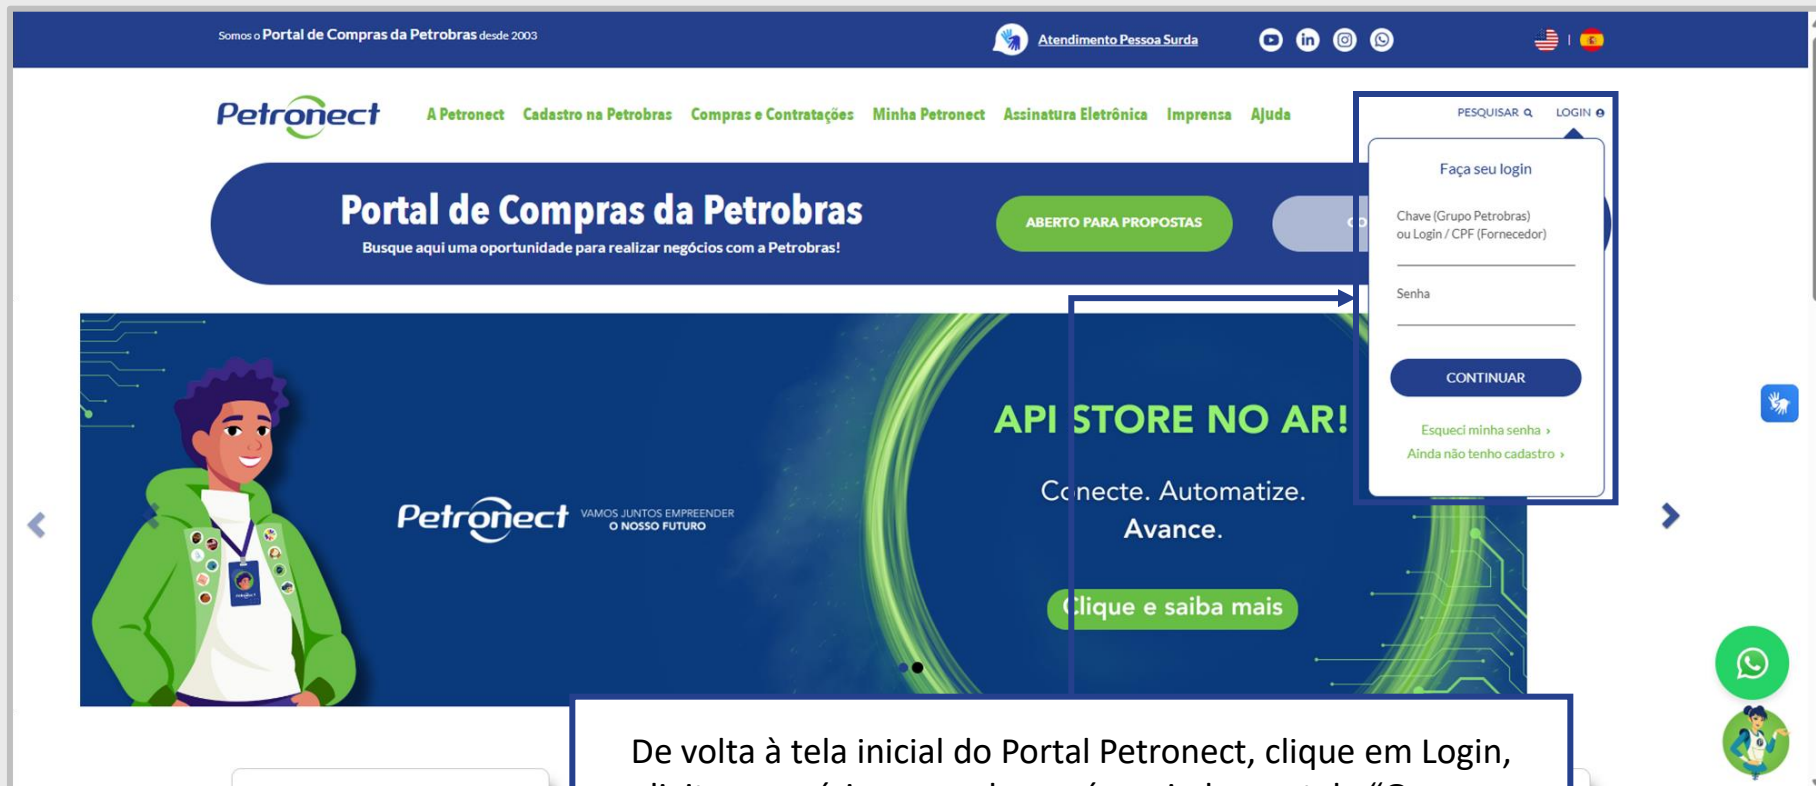 Somos o Portal de Compras da Petrobras desde 2003
Atendimento Pessoa Surda
Petronect
A Petronect Cadastro na Petrobras Compras e Contratações Minha Petronect Assinatura Eletrônica Imprensa Ajuda
PESQUISAR LOGIN
Portal de Compras da Petrobras
Busque aqui uma oportunidade para realizar negócios com a Petrobras!
ABERTO PARA PROPOSTAS
Faça seu login
Chave (Grupo Petrobras)
ou Login / CPF (Fornecedor)
Senha
CONTINUAR
Esqueci minha senha ›
Ainda não tenho cadastro ›
Petronect
VAMOS JUNTOS EMPREENDER
O NOSSO FUTURO
API STORE NO AR!
Conecte. Automatize.
Avance.
Clique e saiba mais
De volta à tela inicial do Portal Petronect, clique em Login,